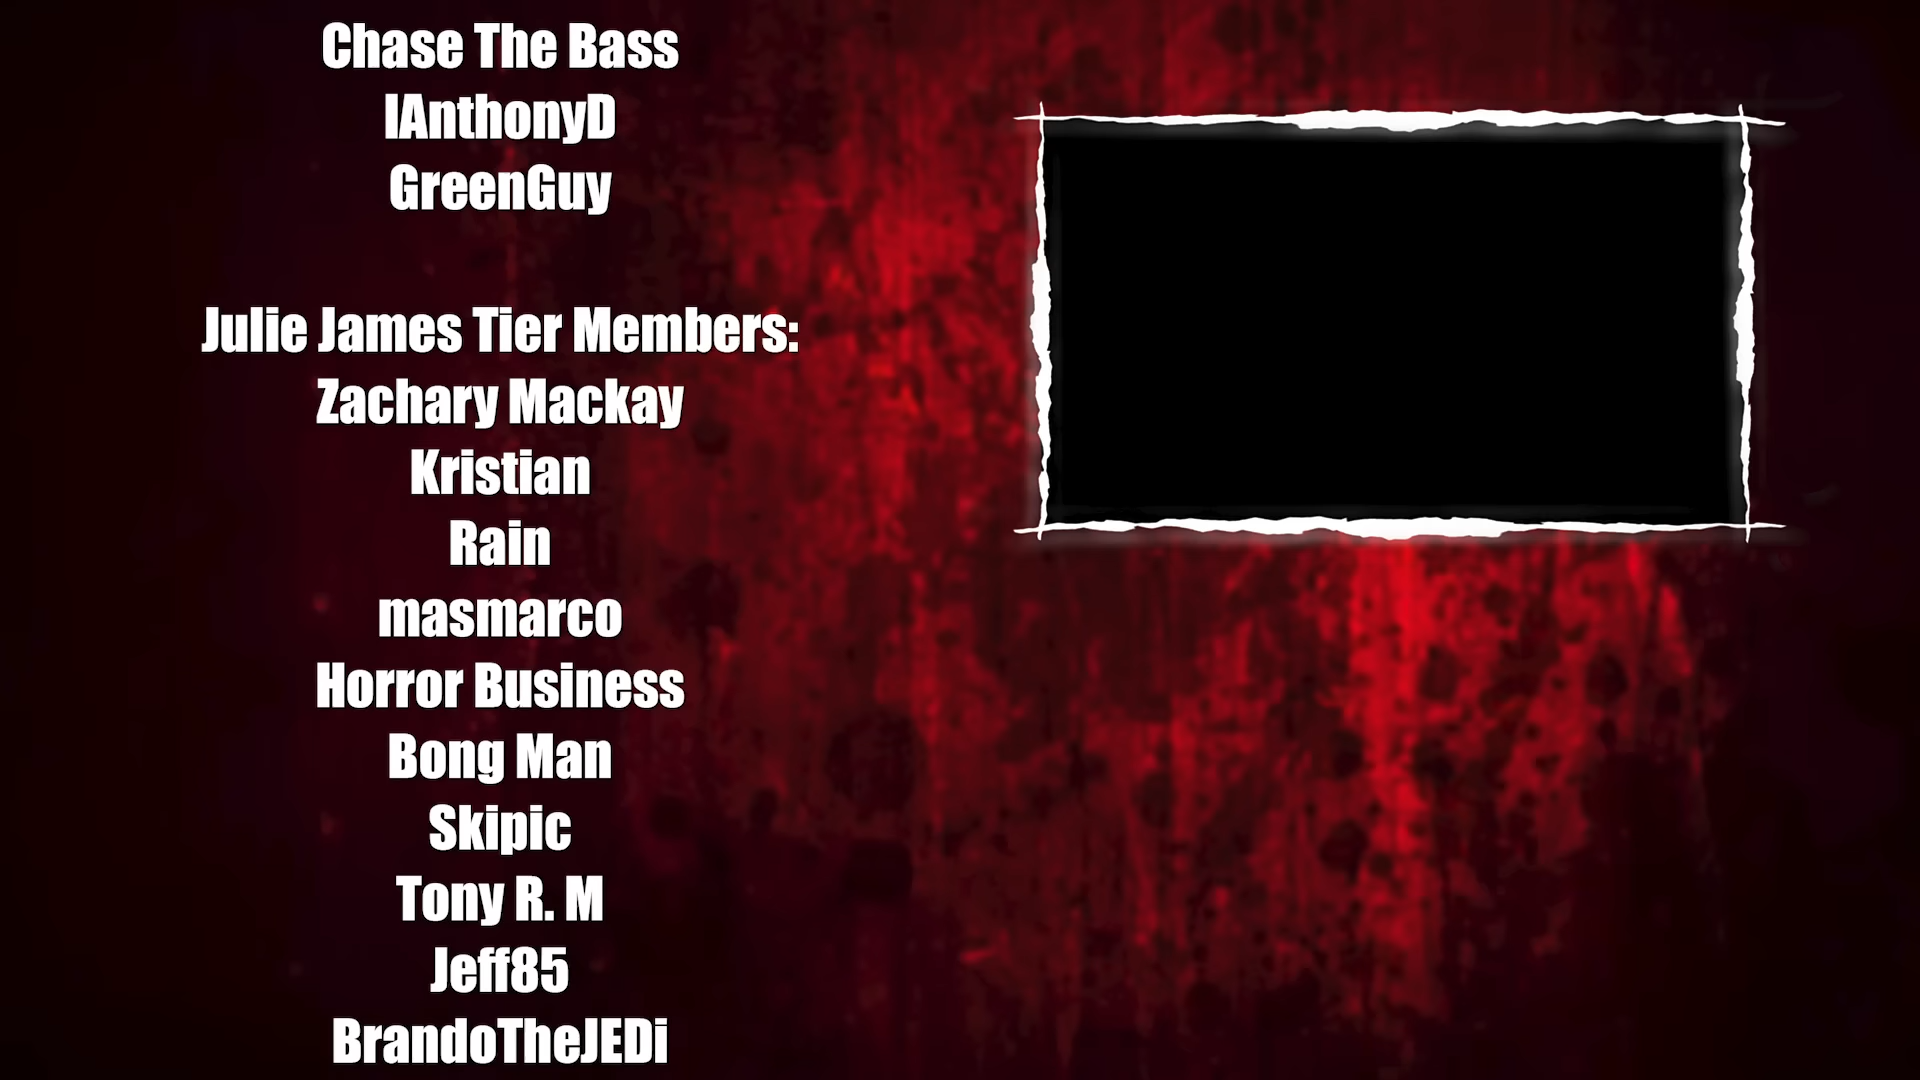 Chase The Bass
IAnthonyD
GreenGuy
Julie James Tier Members:
Zachary Mackay
Kristian
Rain
masmarco
Horror Business
Bong Man
Skipic
Tony R. M
Jeff85
BrandoTheJEDi